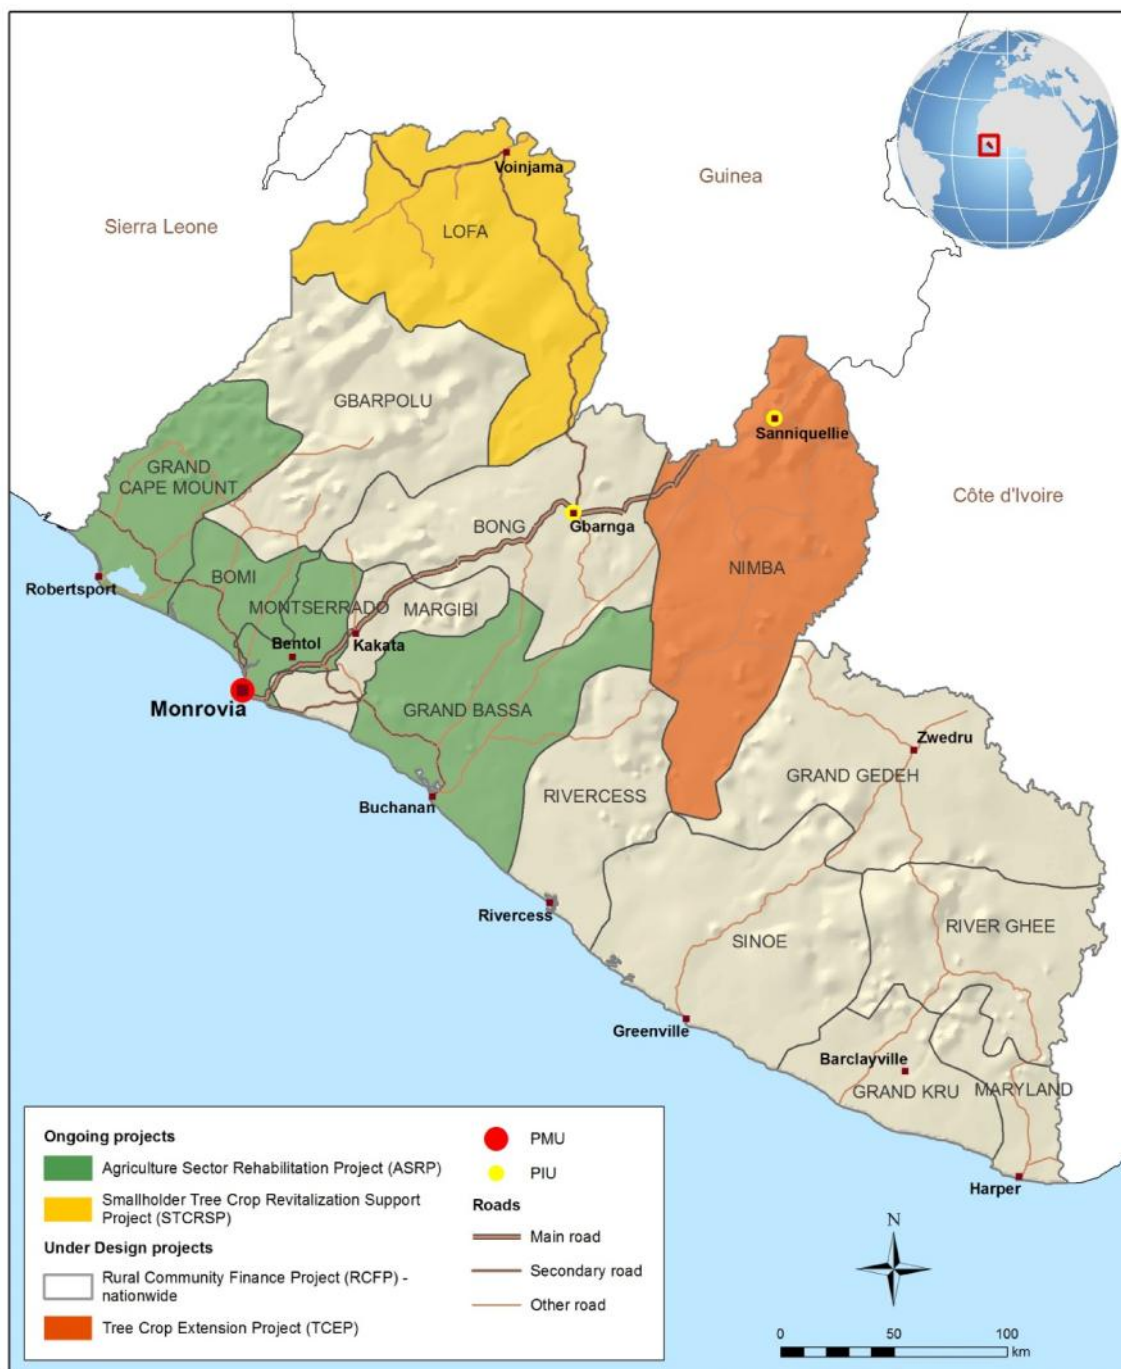 Guinea
Sierra Leone
Côte d'Ivoire
Voinjama
LOFA
GBARPOLU
Sanniquellie
GRAND
CAPE MOUNT
BONG
Gbarnga
NIMBA
Robertsport
BOMI
MONTSERRADO
MARGIBI
Bentol
Kakata
Monrovia
GRAND BASSA
Zwedru
GRAND GEDEH
Buchanan
RIVERCESS
Rivercess
SINOE
RIVER GHEE
Greenville
Barclayville
GRAND KRU
MARYLAND
Harper
Ongoing projects
Agriculture Sector Rehabilitation Project (ASRP)
Smallholder Tree Crop Revitalization Support
Project (STCRSP)
Under Design projects
Rural Community Finance Project (RCFP) -
nationwide
Tree Crop Extension Project (TCEP)
PMU
PIU
Roads
Main road
Secondary road
Other road
N
0 50 100
km